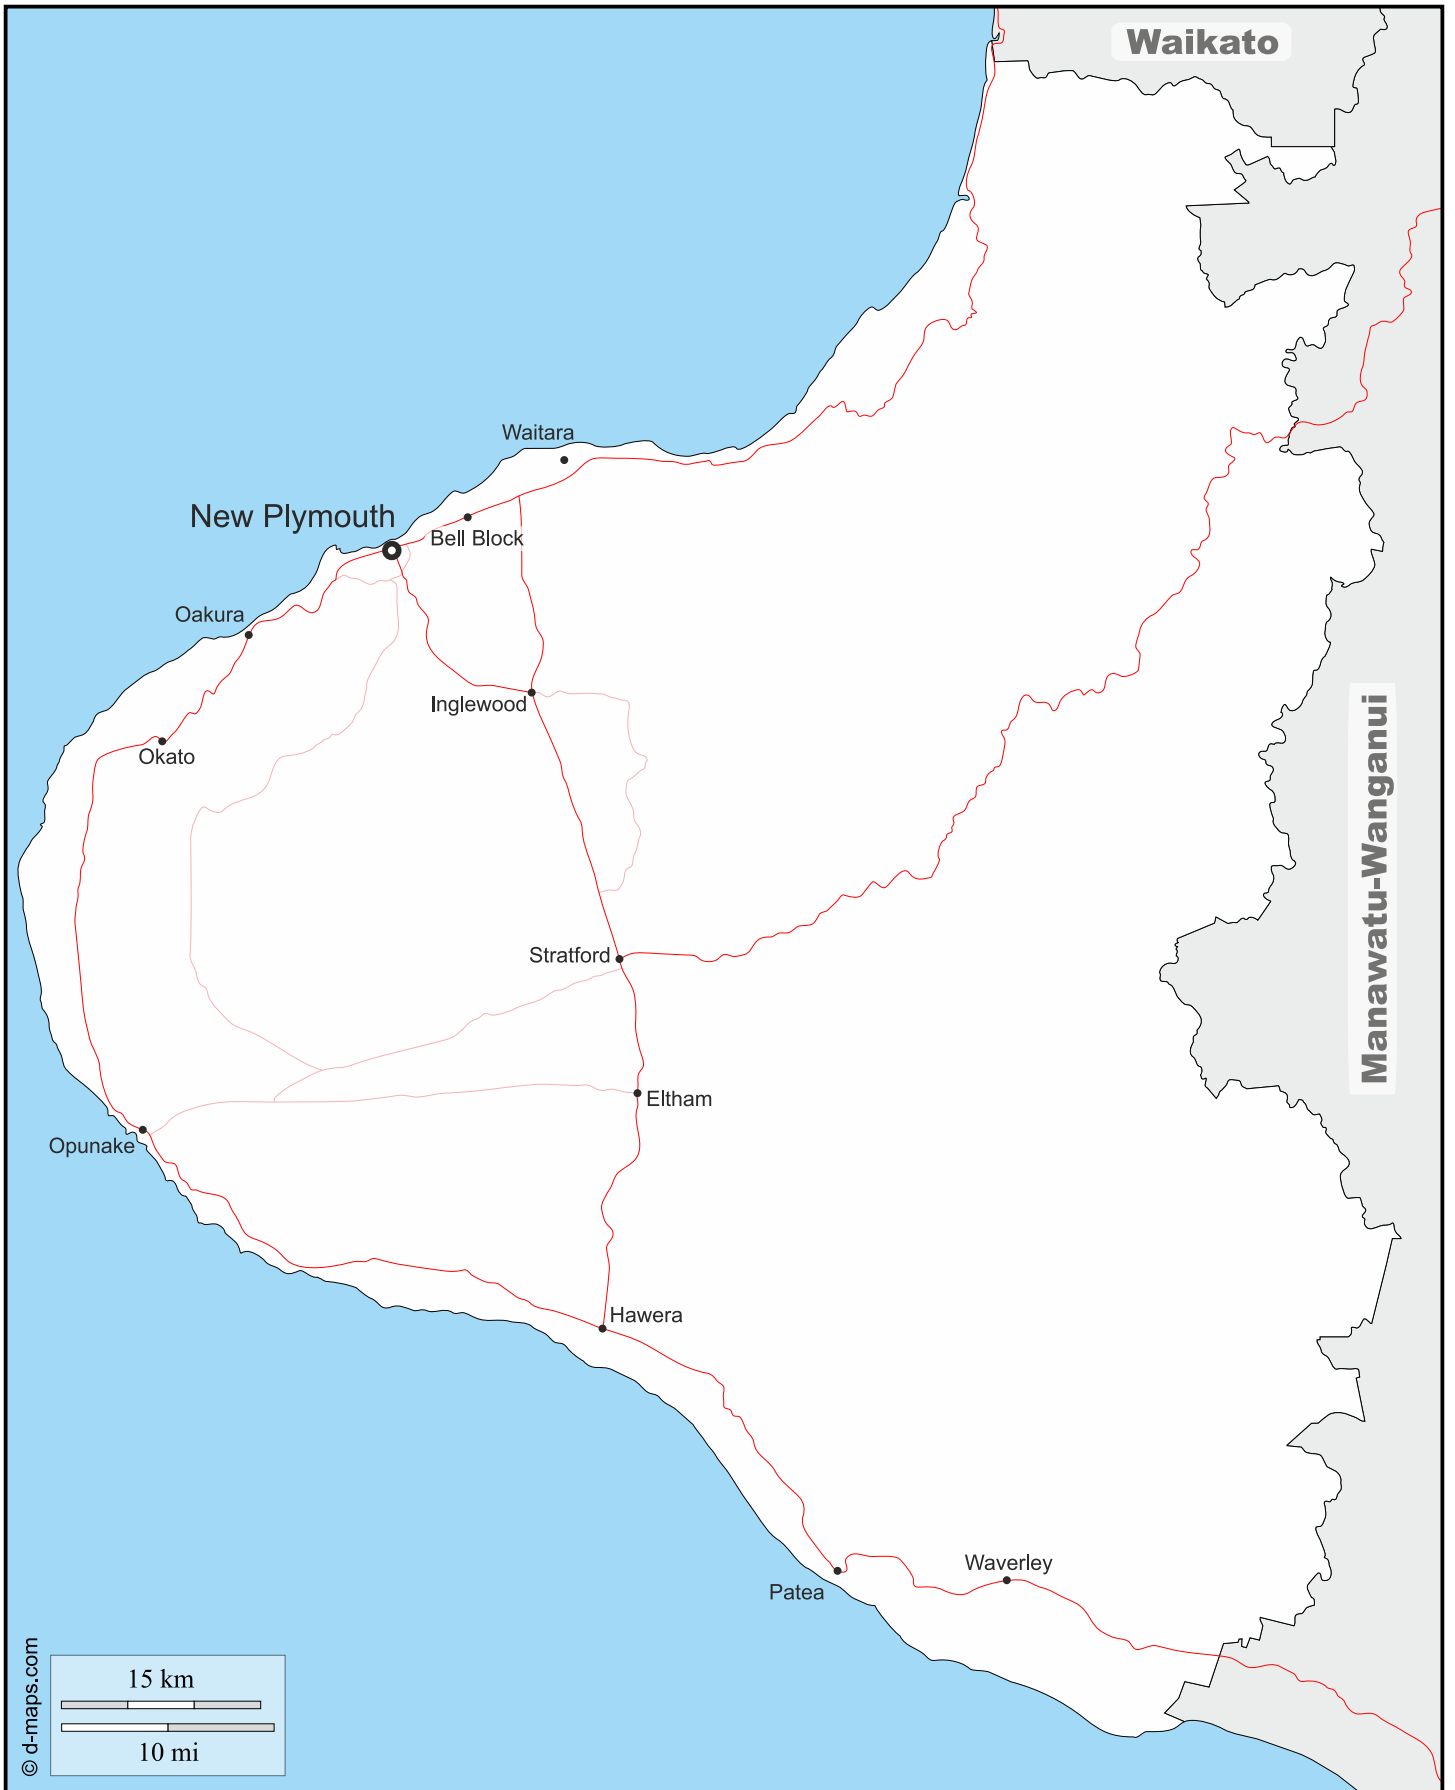 Waikato
Waitara
New Plymouth
Bell Block
Oakura
Inglewood
Okato
Manawatu-Wanganui
Stratford
Eltham
Opunake
Hawera
Waverley
Patea
15 km
10 mi
© d-maps.com